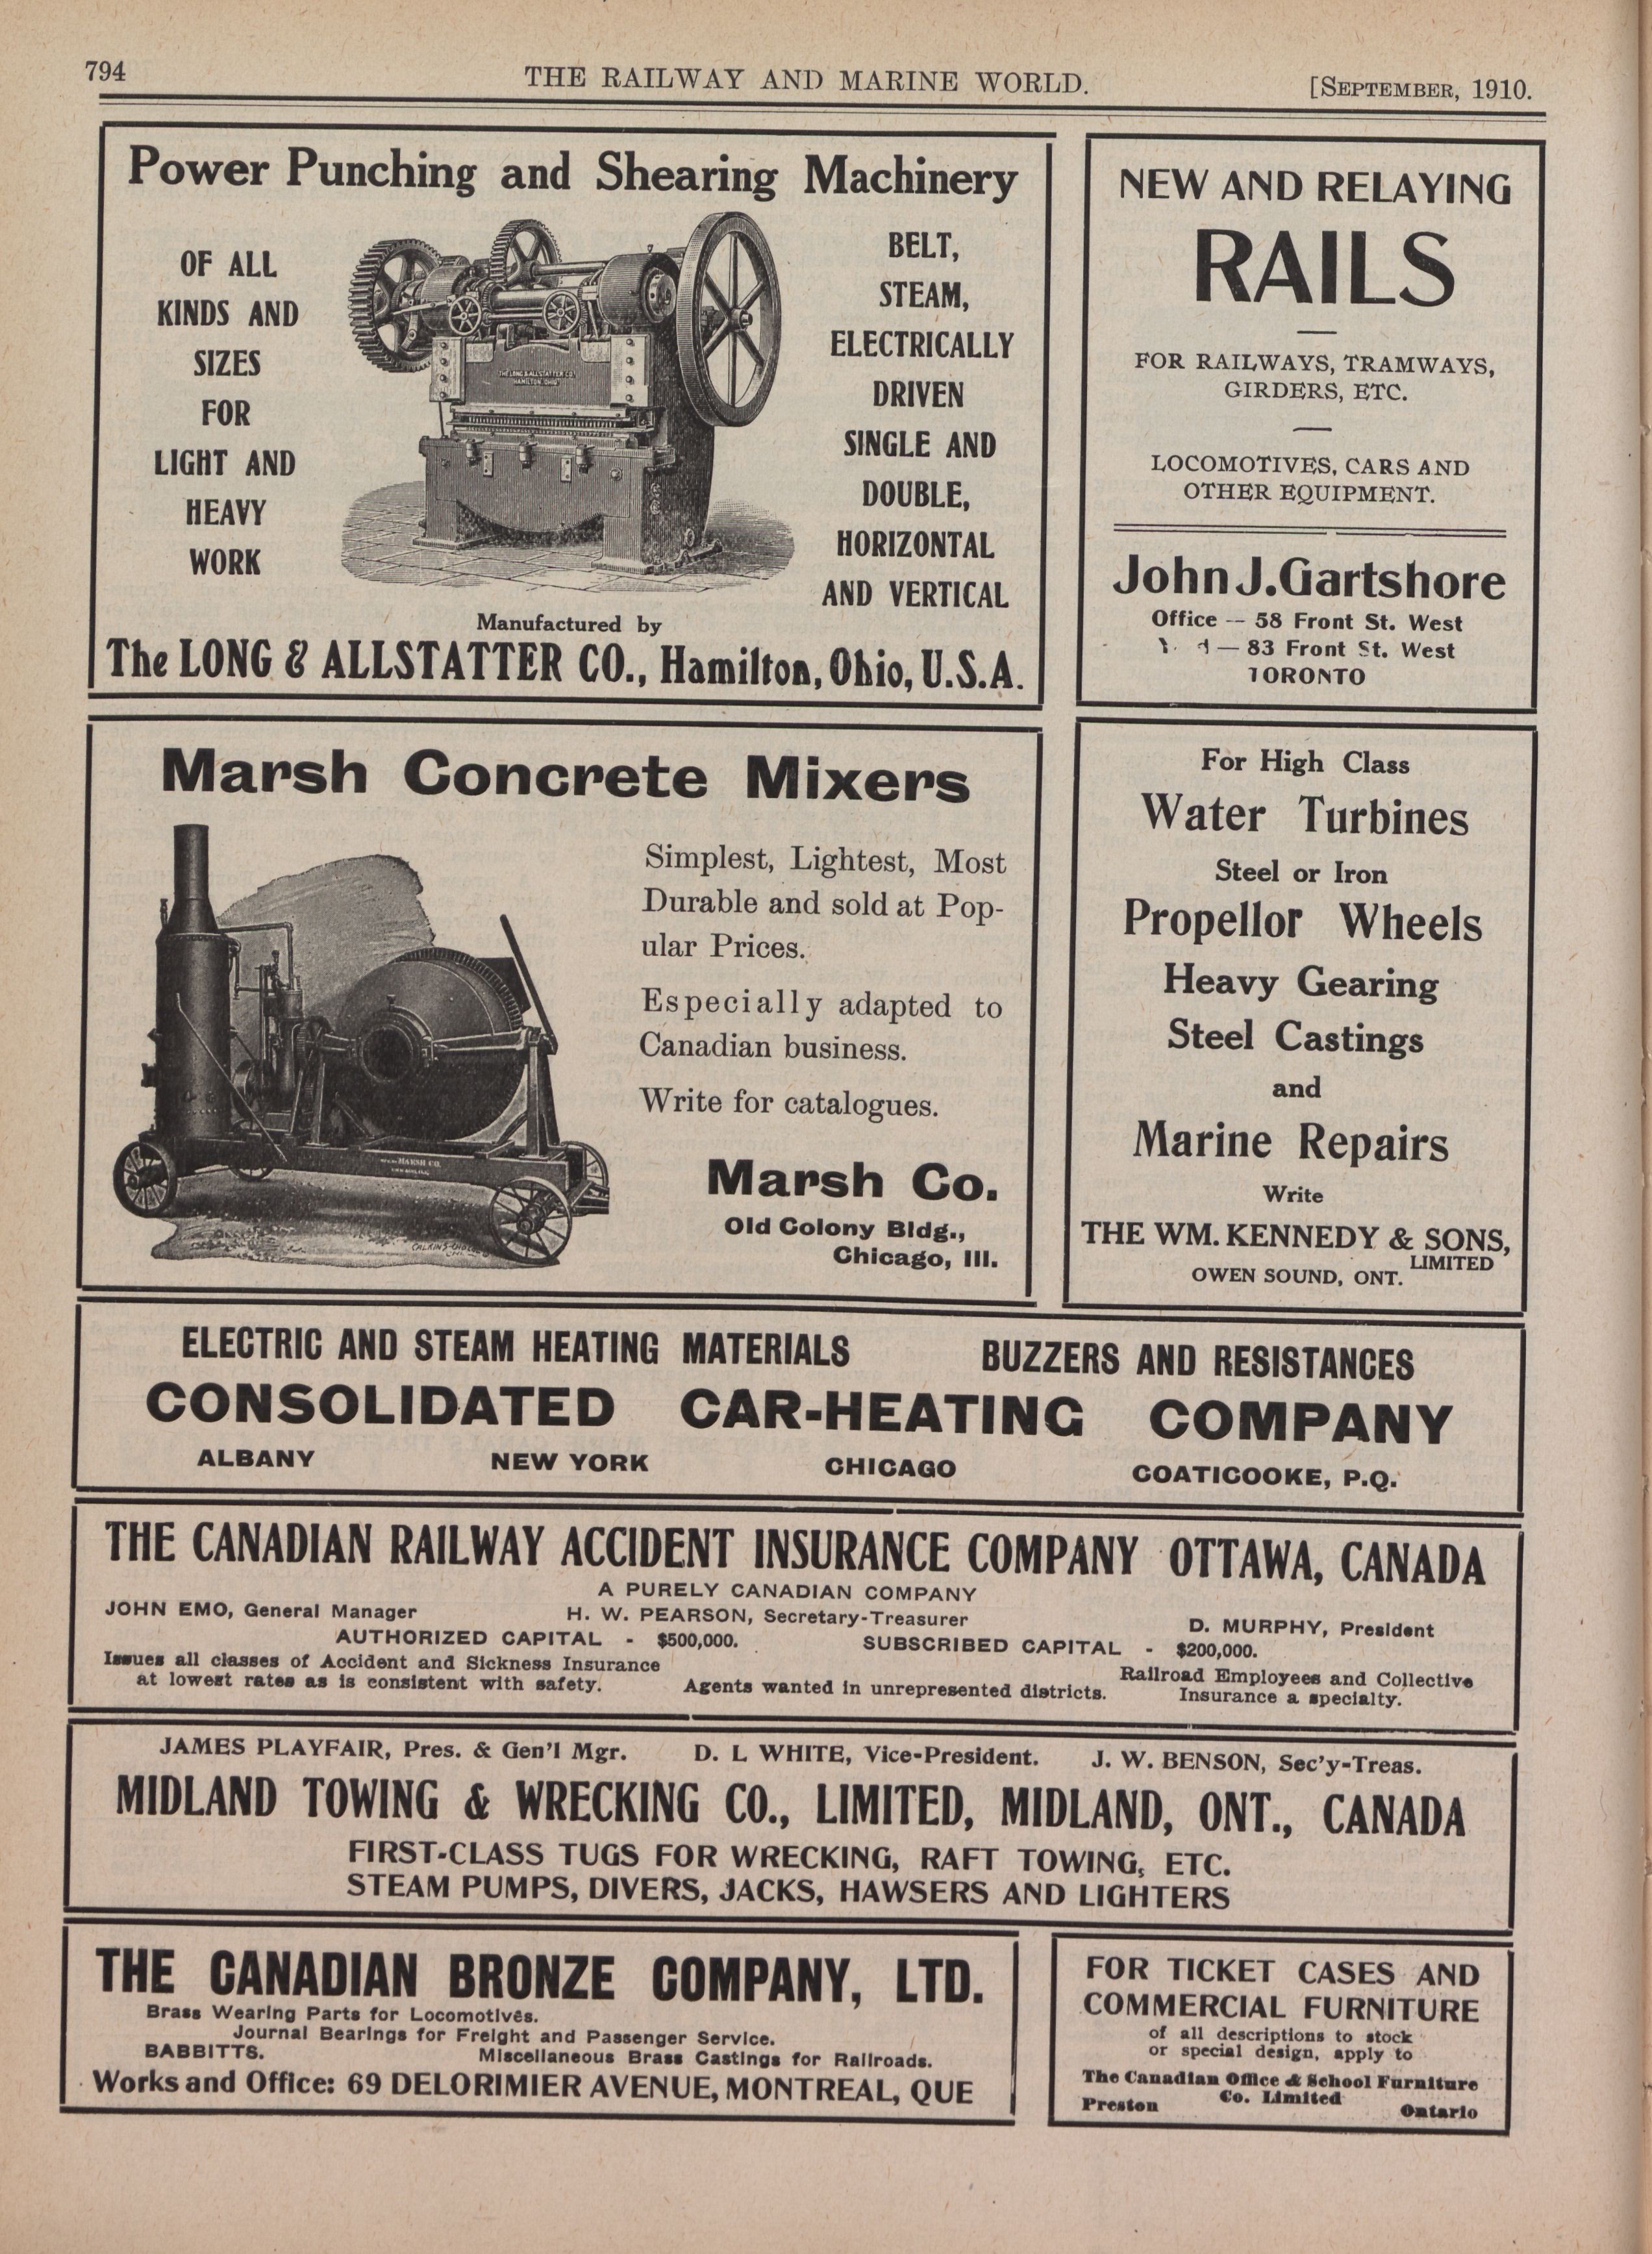 794
THE RAILWAY AND MARINE WORLD.
[SEPTEMBER, 1910.
Power Punching and Shearing Machinery
OF ALL
KINDS AND
SIZES
FOR
LIGHT AND
HEAVY
WORK
THE LONG & ALLSTATTER CO.
HAMILTON, OHIO
BELT,
STEAM,
ELECTRICALLY
DRIVEN
SINGLE AND
DOUBLE,
HORIZONTAL
AND VERTICAL
Manufactured by
The LONG & ALLSTATTER CO., Hamilton, Ohio, U.S.A.
NEW AND RELAYING
RAILS
FOR RAILWAYS, TRAMWAYS,
GIRDERS, ETC.
LOCOMOTIVES, CARS AND
OTHER EQUIPMENT.
John J. Gartshore
Office — 58 Front St. West
— 83 Front St. West
TORONTO
Marsh Concrete Mixers
Simplest, Lightest, Most
Durable and sold at Pop-
ular Prices.
Especially adapted to
Canadian business.
Write for catalogues.
MARSH CO.
Marsh Co.
Old Colony Bldg.,
Chicago, Ill.
For High Class
Water Turbines
Steel or Iron
Propellor Wheels
Heavy Gearing
Steel Castings
and
Marine Repairs
Write
THE WM. KENNEDY & SONS,
LIMITED
OWEN SOUND, ONT.
ELECTRIC AND STEAM HEATING MATERIALS BUZZERS AND RESISTANCES
CONSOLIDATED CAR-HEATING COMPANY
ALBANY NEW YORK CHICAGO COATICOOKE, P.Q.
THE CANADIAN RAILWAY ACCIDENT INSURANCE COMPANY OTTAWA, CANADA
A PURELY CANADIAN COMPANY
JOHN EMO, General Manager H. W. PEARSON, Secretary-Treasurer D. MURPHY, President
AUTHORIZED CAPITAL - $500,000. SUBSCRIBED CAPITAL - $200,000.
Issues all classes of Accident and Sickness Insurance
at lowest rates as is consistent with safety.
Agents wanted in unrepresented districts.
Railroad Employees and Collective
Insurance a specialty.
JAMES PLAYFAIR, Pres. & Gen'l Mgr. D. L WHITE, Vice-President. J. W. BENSON, Sec'y-Treas.
MIDLAND TOWING & WRECKING CO., LIMITED, MIDLAND, ONT., CANADA
FIRST-CLASS TUGS FOR WRECKING, RAFT TOWING, ETC.
STEAM PUMPS, DIVERS, JACKS, HAWSERS AND LIGHTERS
THE CANADIAN BRONZE COMPANY, LTD.
Brass Wearing Parts for Locomotives.
Journal Bearings for Freight and Passenger Service.
BABBITTS. Miscellaneous Brass Castings for Railroads.
Works and Office: 69 DELORIMIER AVENUE, MONTREAL, QUE
FOR TICKET CASES AND
COMMERCIAL FURNITURE
of all descriptions to stock
or special design, apply to
The Canadian Office & School Furniture
Co. Limited
Preston Ontario